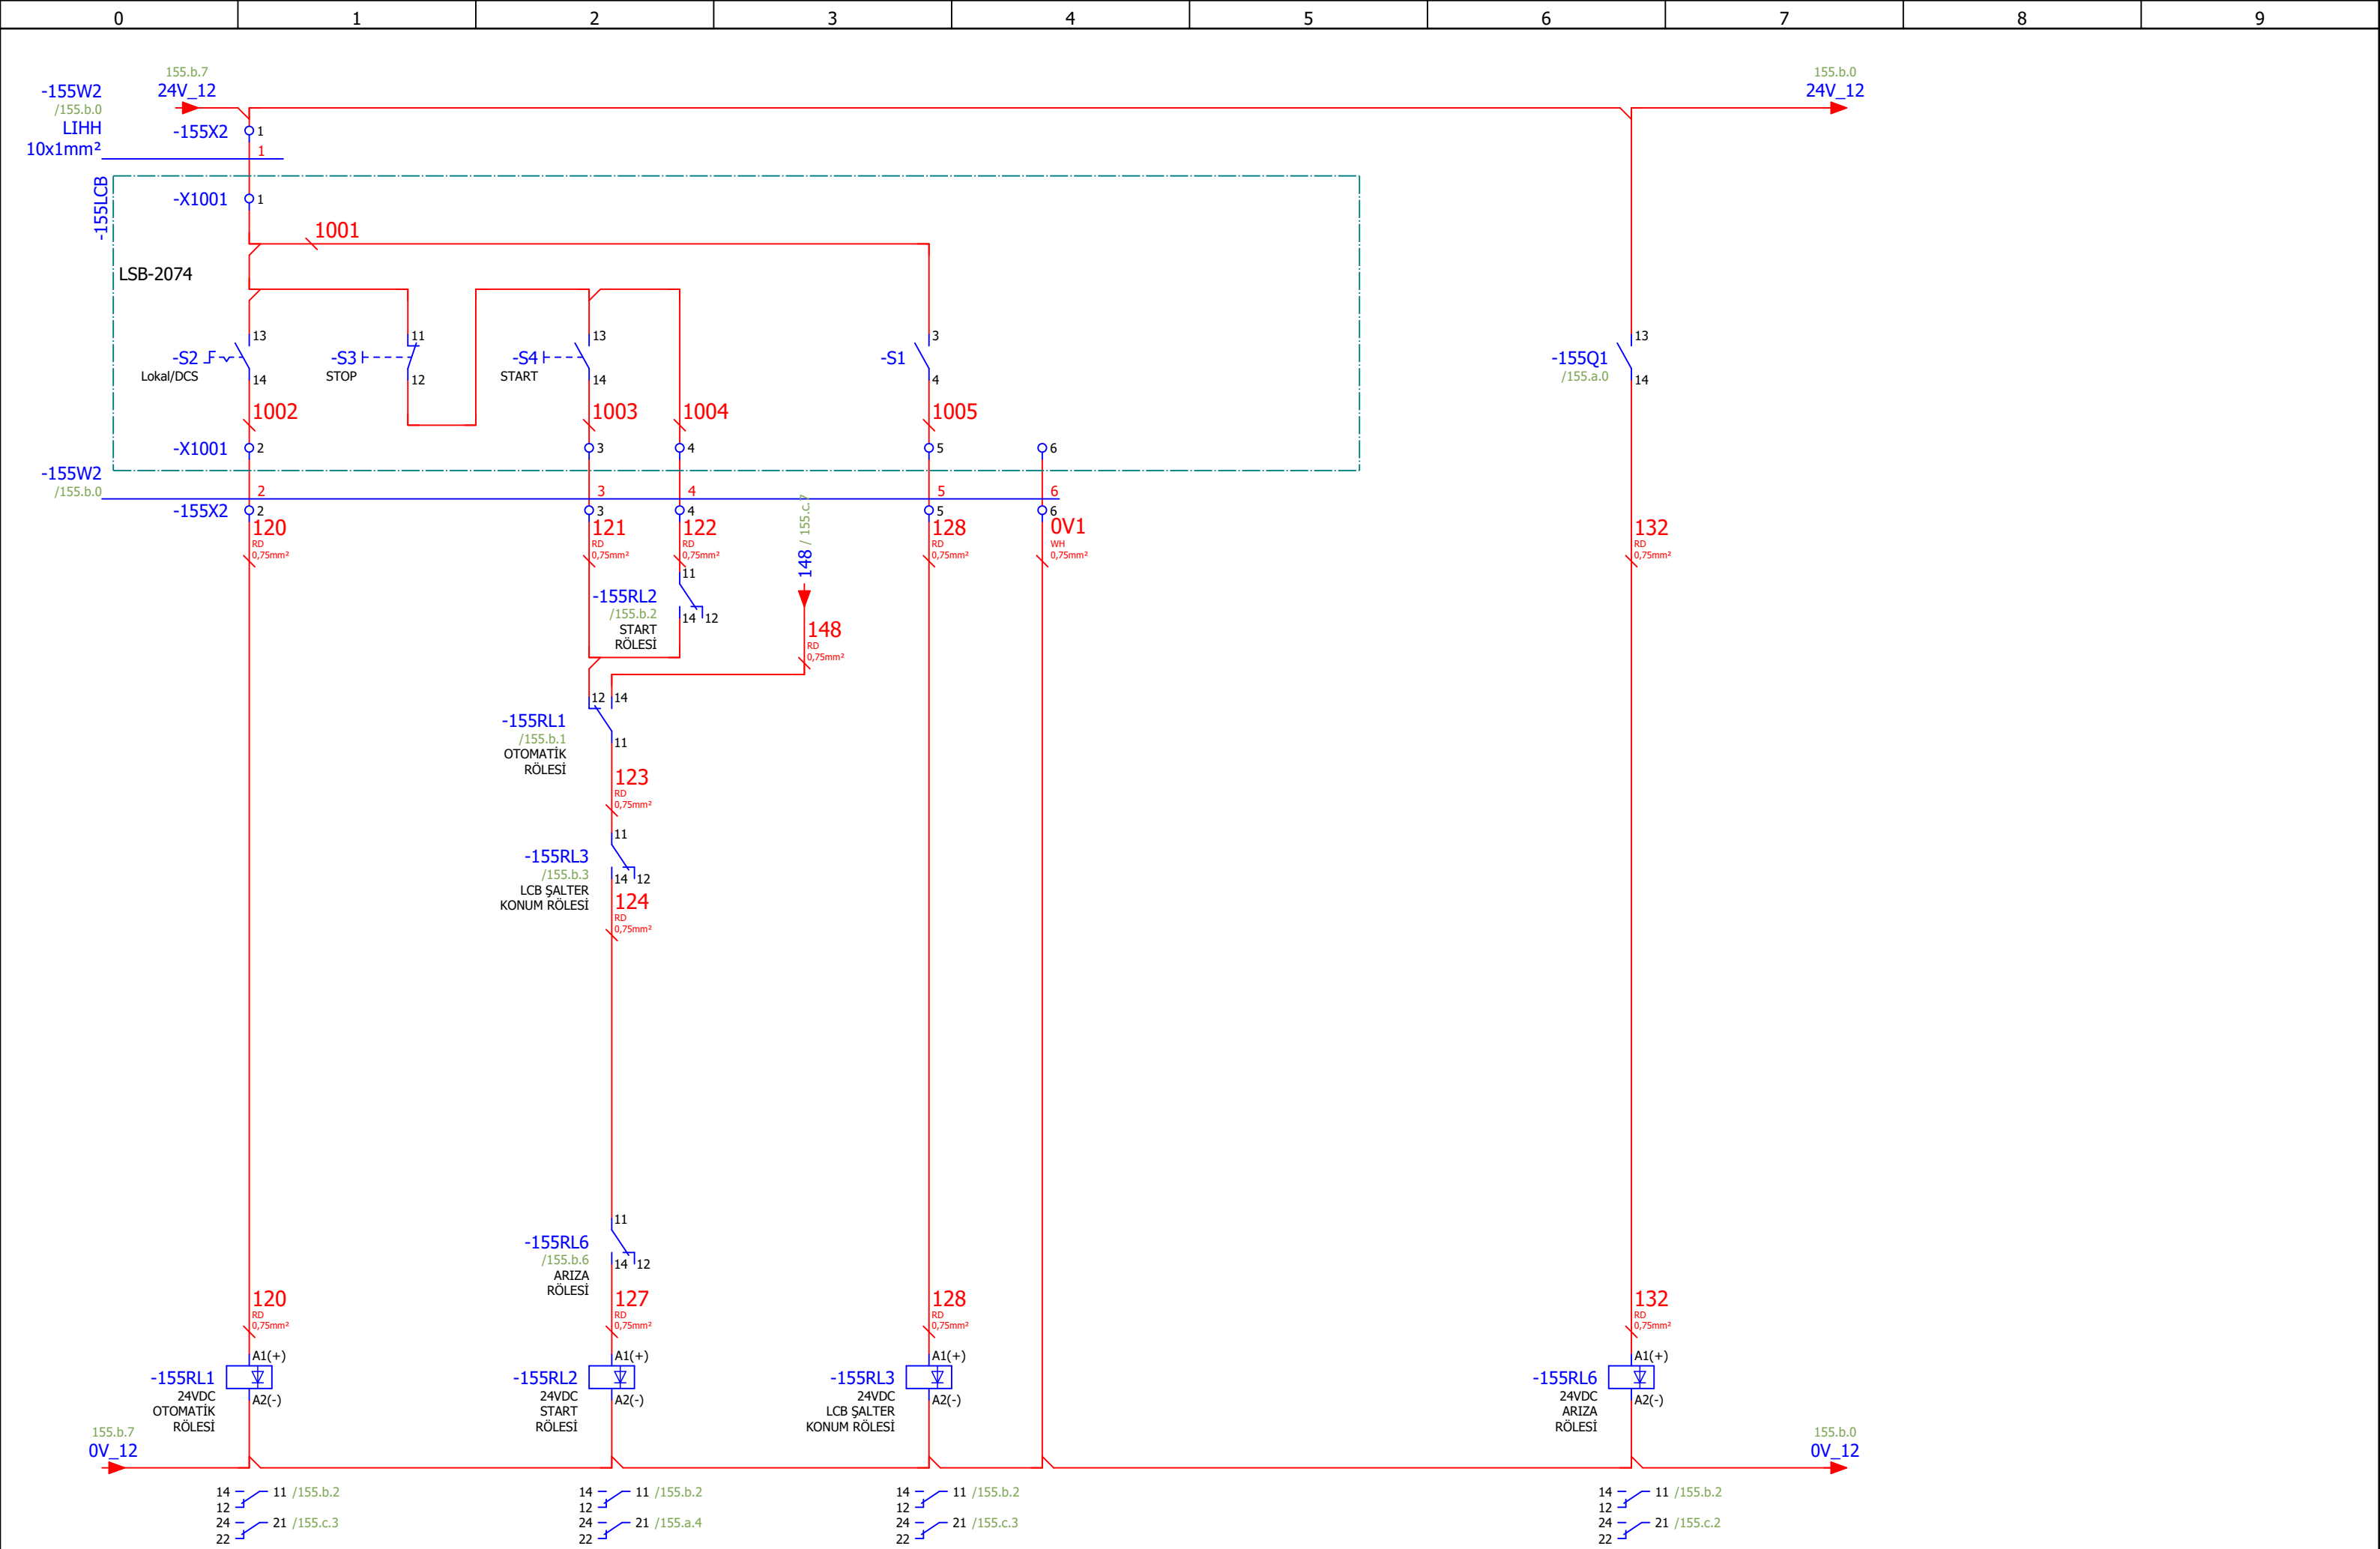 0 1 2 3 4 5 6 7 8 9
155.b.7
24V_12
155.b.0
24V_12
-155W2
/155.b.0
LIHH
10x1mm²
-155X2 1
1
-155LCB
-X1001 1
1001
LSB-2074
-S2
Lokal/DCS
13
14
-S3
STOP
11
12
-S4
START
13
14
-S1
3
4
-155Q1
/155.a.0
13
14
1002
1003
1004
1005
-X1001 2 3 4 5 6
-155W2
/155.b.0
2 3 4 5 6
-155X2 2 3 4 5 6
120
RD
0,75mm²
121
RD
0,75mm²
122
RD
0,75mm²
148 / 155.c.7
128
RD
0,75mm²
0V1
WH
0,75mm²
132
RD
0,75mm²
-155RL2
/155.b.2
START
RÖLESİ
11
14 12
148
RD
0,75mm²
12 14
-155RL1
/155.b.1
OTOMATİK
RÖLESİ
11
123
RD
0,75mm²
11
-155RL3
/155.b.3
LCB ŞALTER
KONUM RÖLESİ
14 12
124
RD
0,75mm²
11
-155RL6
/155.b.6
ARIZA
RÖLESİ
14 12
120
RD
0,75mm²
127
RD
0,75mm²
128
RD
0,75mm²
132
RD
0,75mm²
-155RL1
24VDC
OTOMATİK
RÖLESİ
A1(+)
A2(-)
-155RL2
24VDC
START
RÖLESİ
A1(+)
A2(-)
-155RL3
24VDC
LCB ŞALTER
KONUM RÖLESİ
A1(+)
A2(-)
-155RL6
24VDC
ARIZA
RÖLESİ
A1(+)
A2(-)
155.b.7
0V_12
155.b.0
0V_12
14 11 /155.b.2
12
24 21 /155.c.3
22
14 11 /155.b.2
12
24 21 /155.a.4
22
14 11 /155.b.2
12
24 21 /155.c.3
22
14 11 /155.b.2
12
24 21 /155.c.2
22